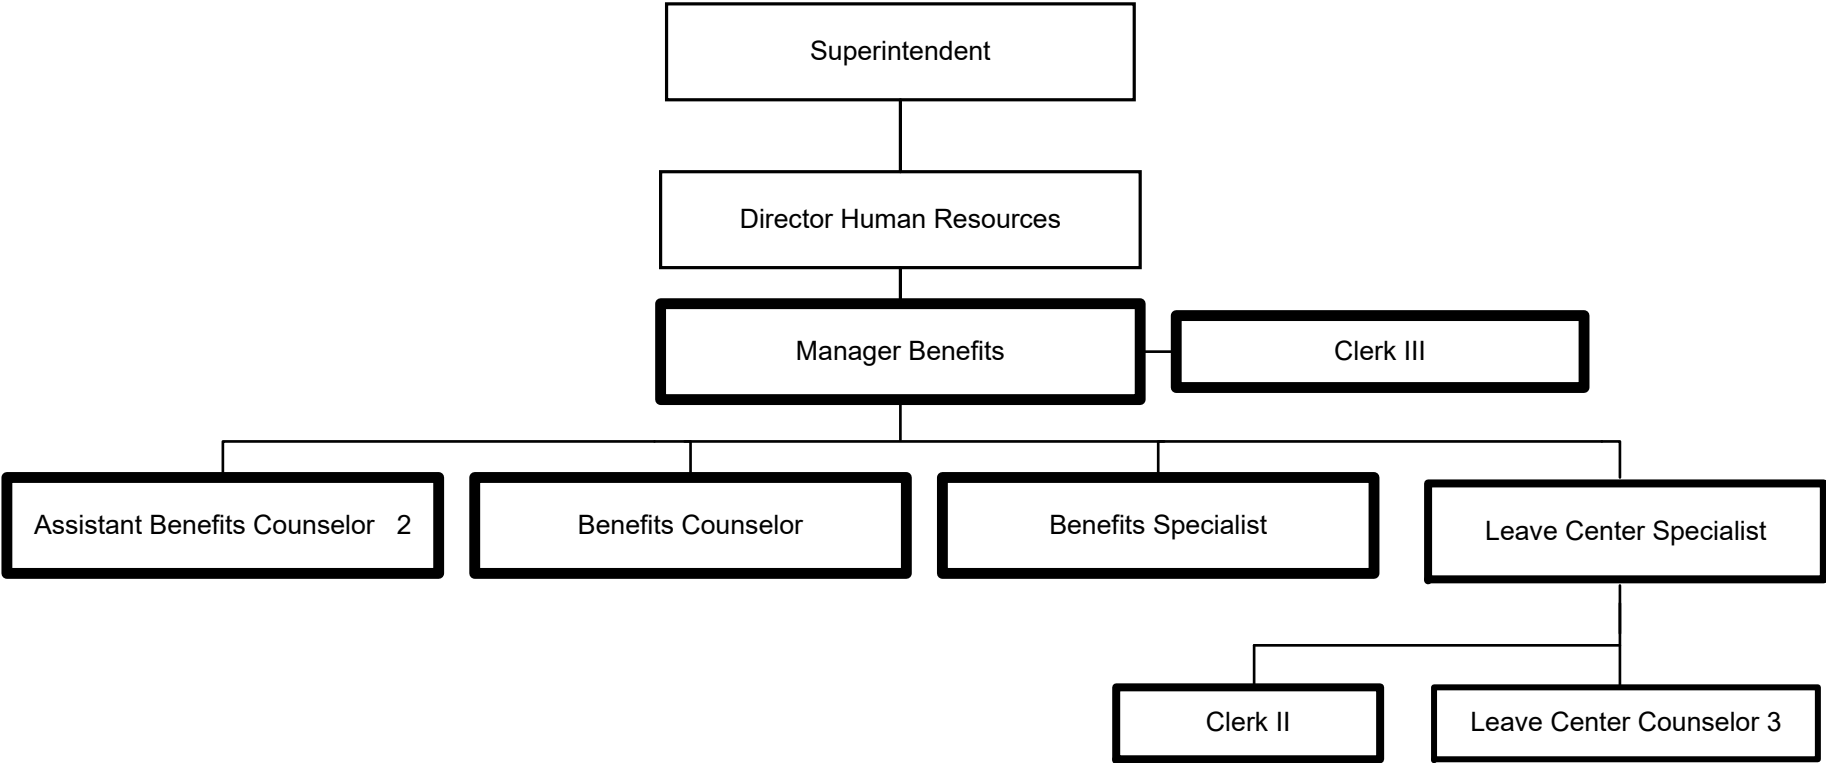 Superintendent
Director Human Resources
Manager Benefits
Clerk III
Assistant Benefits Counselor   2
Benefits Counselor
Benefits Specialist
Leave Center Specialist
Clerk II
Leave Center Counselor 3